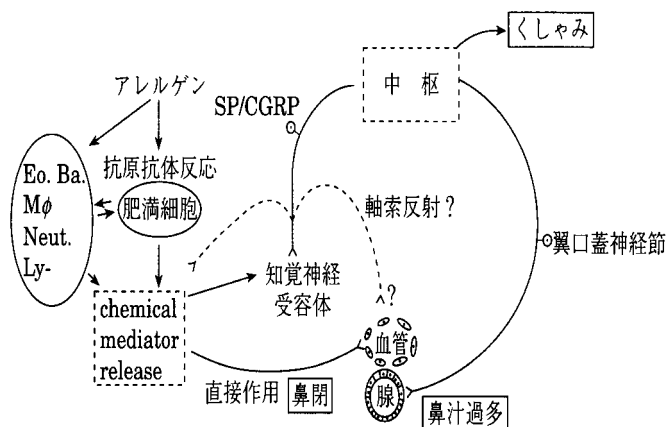 くしゃみ
中枢
アレルゲン
SP/CGRP
抗原抗体反応
Eo. Ba.
Mφ
Neut.
Ly-
肥満細胞
軸索反射？
翼口蓋神経節
知覚神経
受容体
?
chemical
mediator
release
血管
直接作用
鼻閉
腺
鼻汁過多